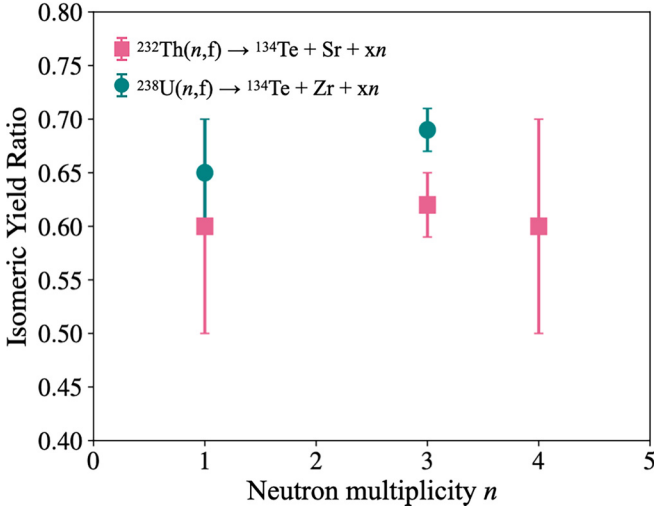 0.80
0.75
0.70
0.65
0.60
0.55
0.50
0.45
0.40
Isomeric Yield Ratio
²³²Th(n,f) → ¹³⁴Te + Sr + xn
²³⁸U(n,f) → ¹³⁴Te + Zr + xn
0 1 2 3 4 5
Neutron multiplicity n